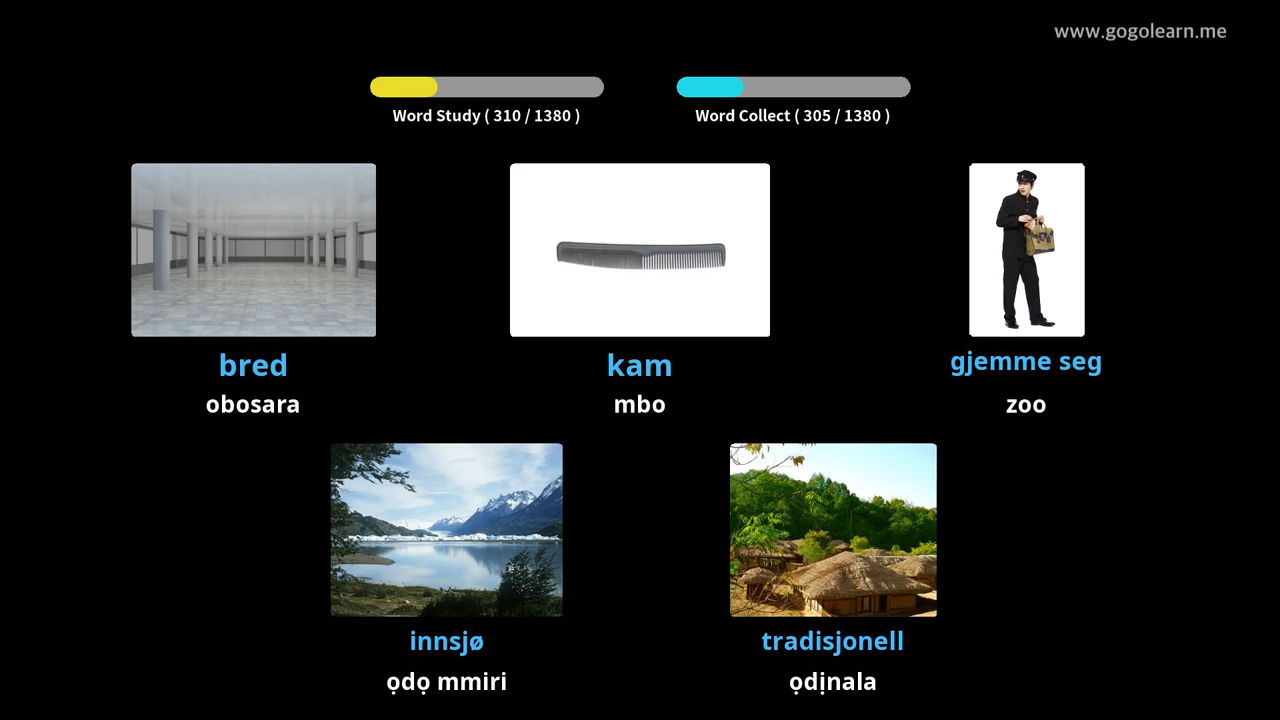 www.gogolearn.me
Word Study ( 310 / 1380 )
Word Collect ( 305 / 1380 )
bred
obosara
kam
mbo
gjemme seg
zoo
innsjø
ọdọ mmiri
tradisjonell
ọdịnala